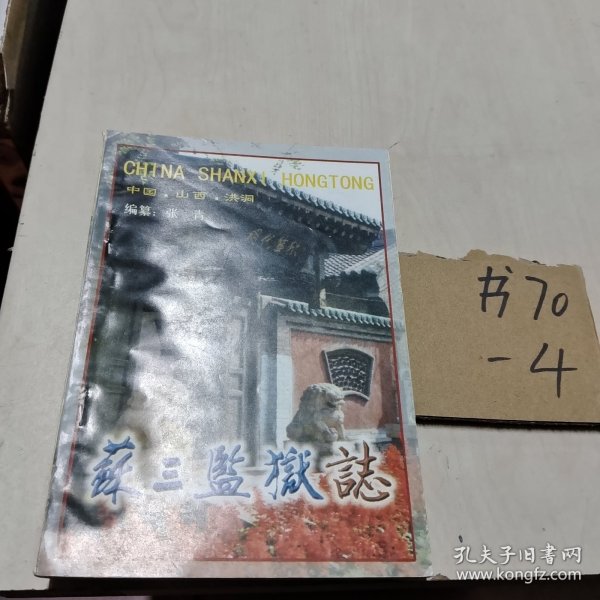 CHINA SHANXI HONGTONG
中国·山西·洪洞
编纂：张青
蘇三監獄誌
书70
-4
孔夫子旧书网
www.kongfz.com